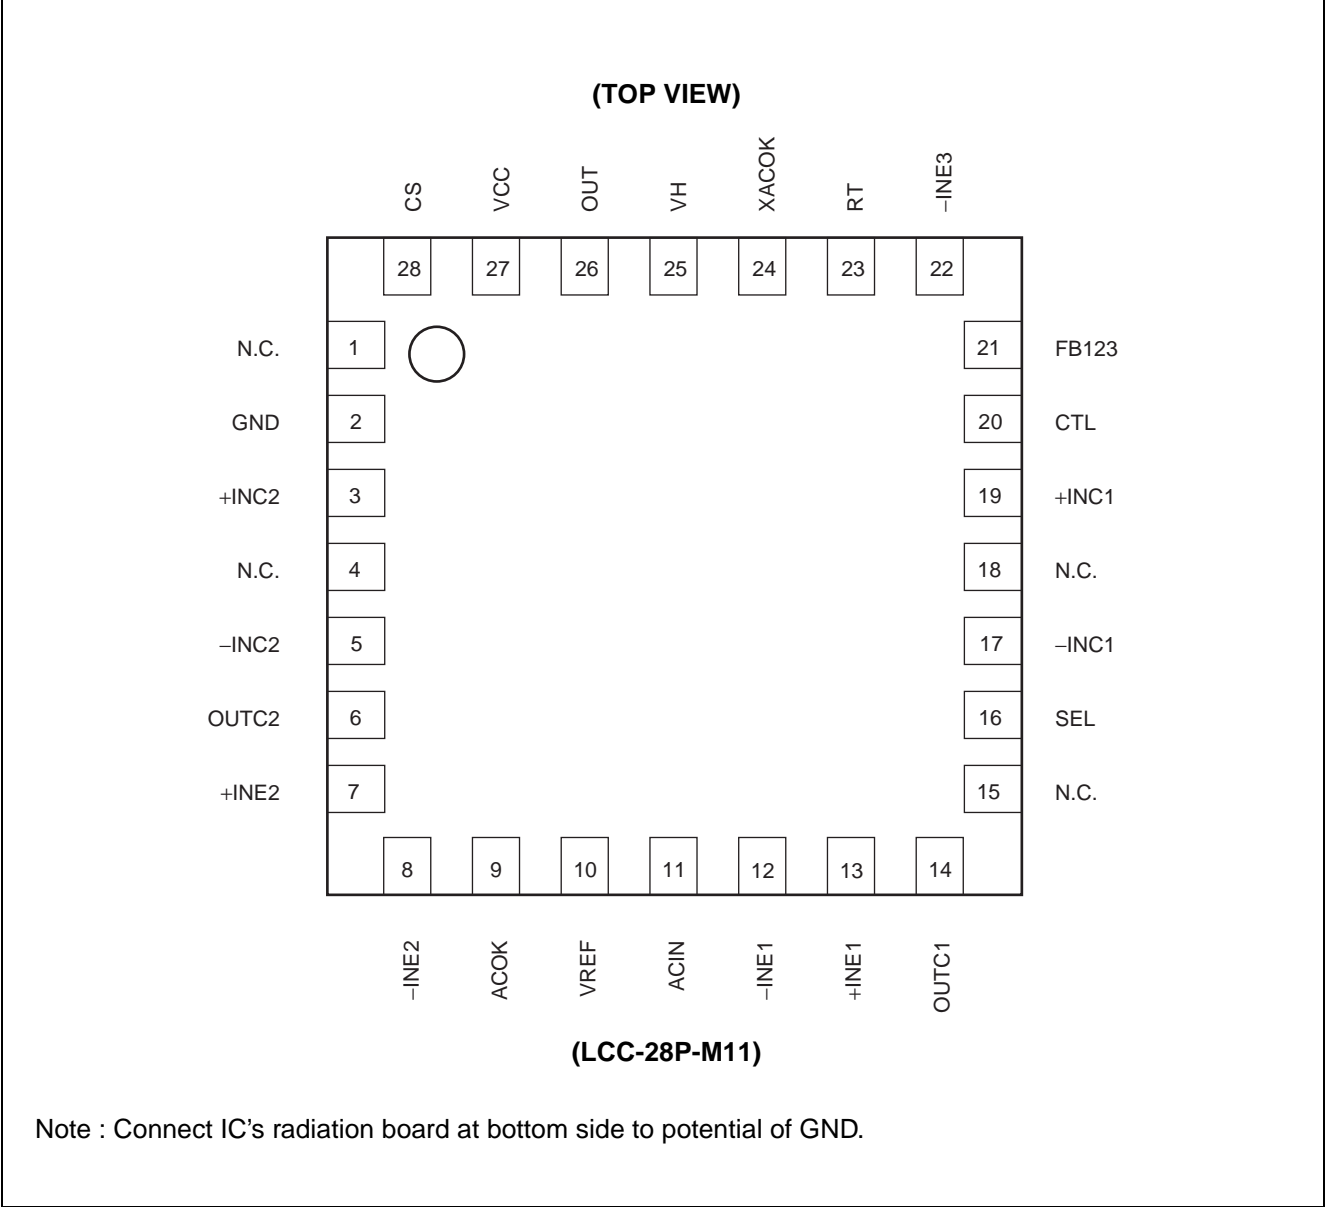 (TOP VIEW)
CS
VCC
OUT
VH
XACOK
RT
−INE3
28
27
26
25
24
23
22
N.C.
1
21
FB123
GND
2
20
CTL
+INC2
3
19
+INC1
N.C.
4
18
N.C.
−INC2
5
17
−INC1
OUTC2
6
16
SEL
+INE2
7
15
N.C.
8
9
10
11
12
13
14
−INE2
ACOK
VREF
ACIN
−INE1
+INE1
OUTC1
(LCC-28P-M11)
Note : Connect IC’s radiation board at bottom side to potential of GND.